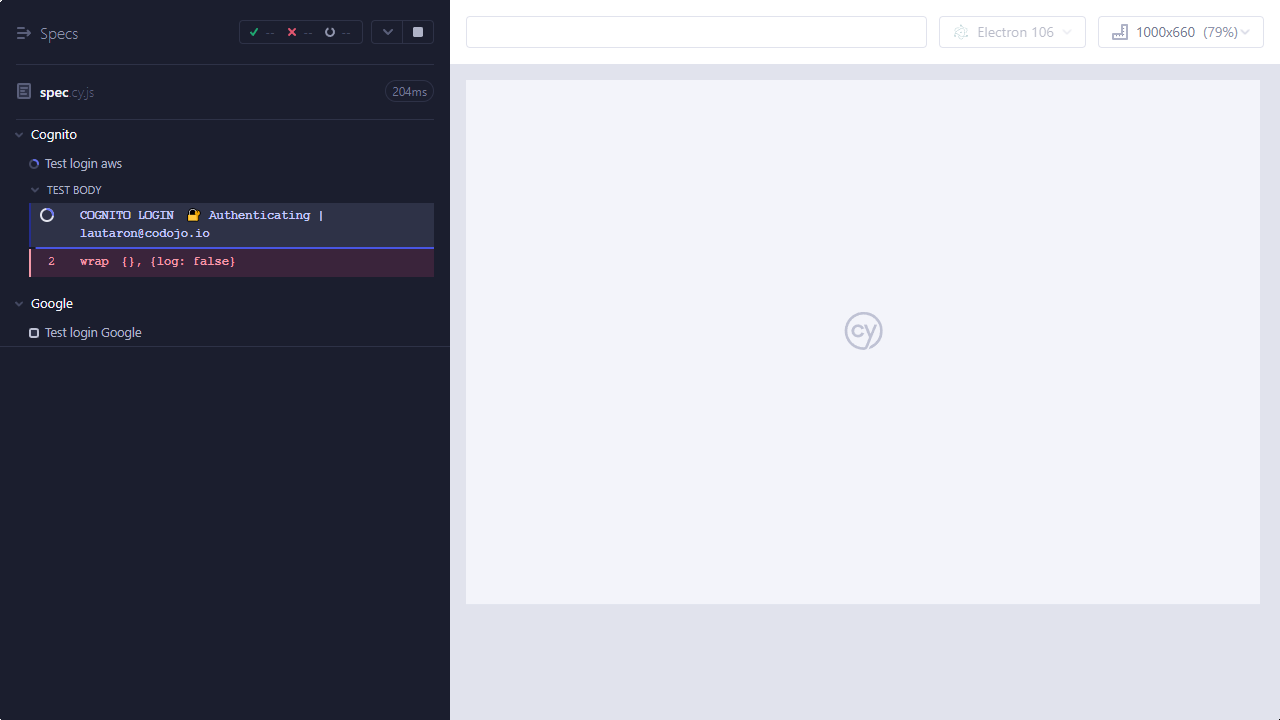 Specs
--
--
--
Electron 106
1000x660 (79%)
spec.cy.js
204ms
Cognito
Test login aws
TEST BODY
COGNITO LOGIN 🔐 Authenticating |
lautaron@codojo.io
2 wrap {}, {log: false}
Google
Test login Google
cy